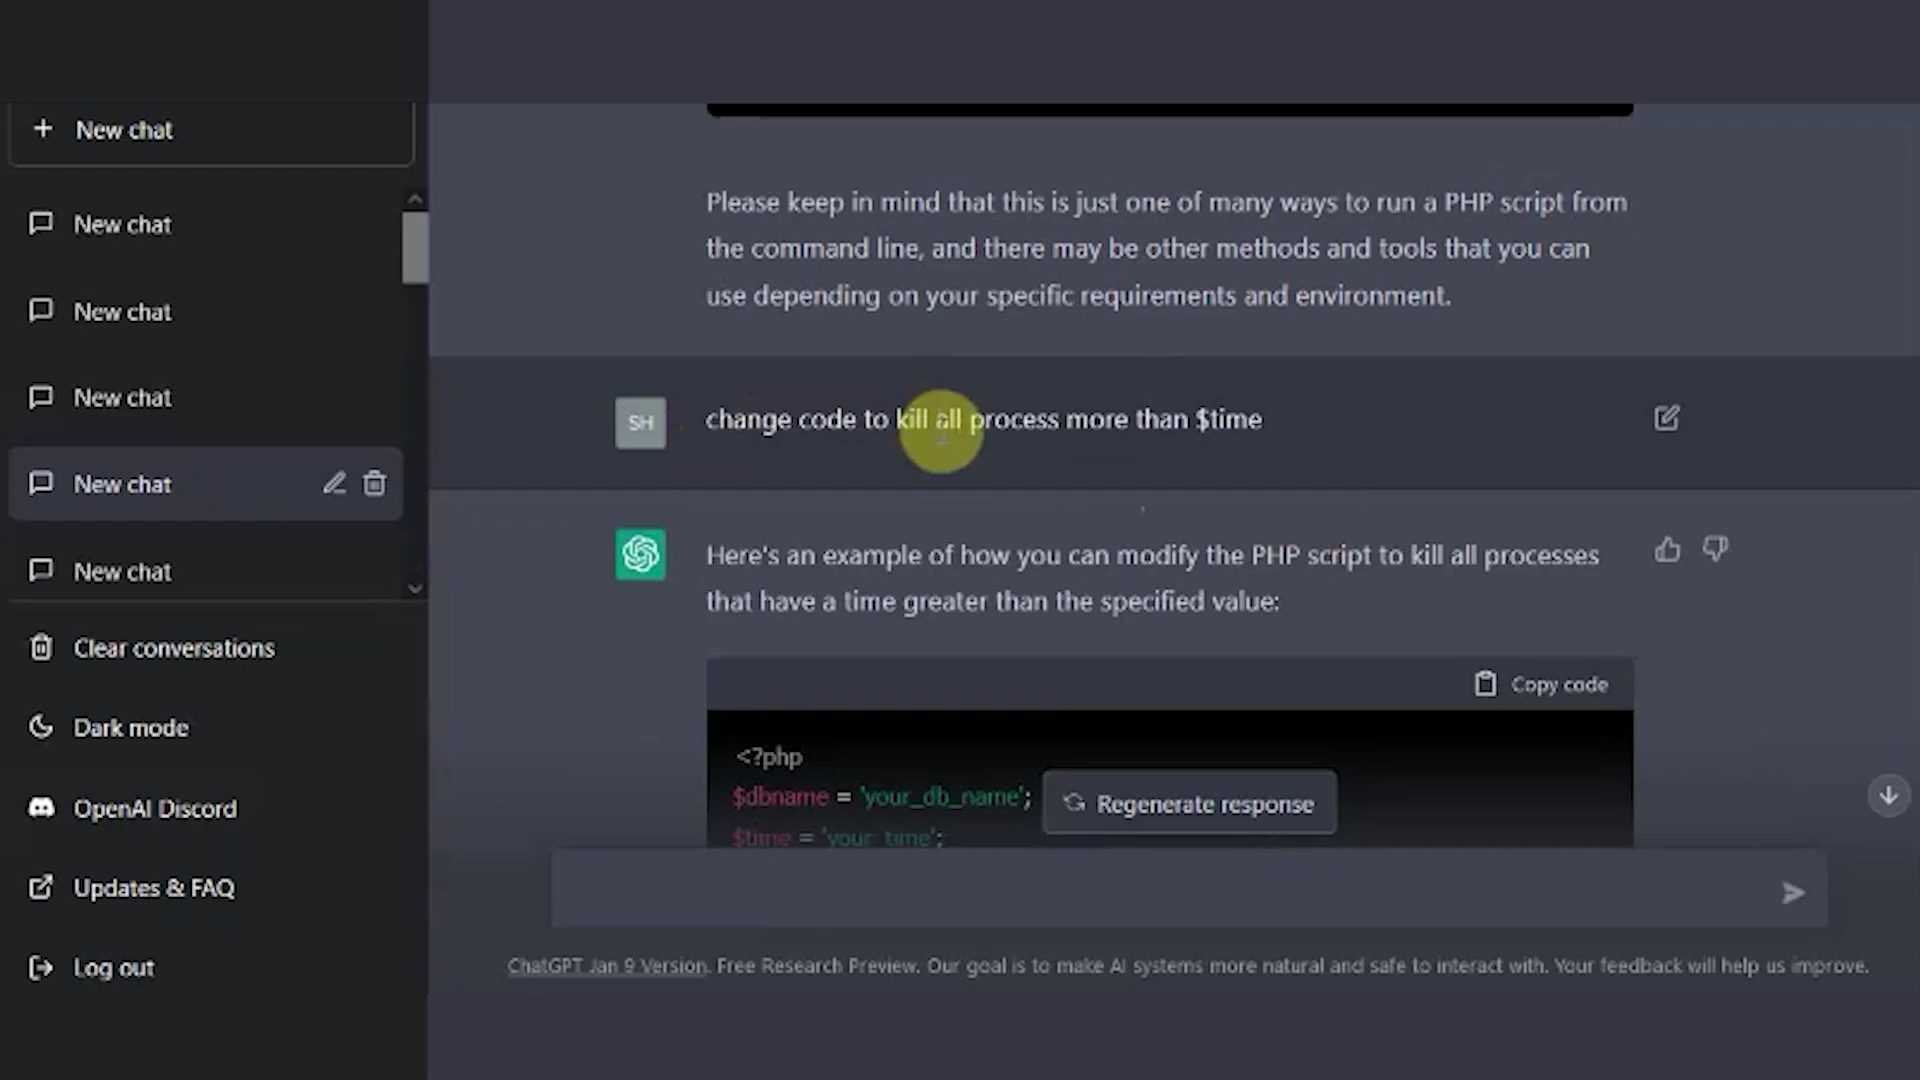 New chat
New chat
New chat
New chat
New chat
New chat
Clear conversations
Dark mode
OpenAI Discord
Updates & FAQ
Log out
Please keep in mind that this is just one of many ways to run a PHP script from
the command line, and there may be other methods and tools that you can
use depending on your specific requirements and environment.
SH
change code to kill all process more than $time
Here's an example of how you can modify the PHP script to kill all processes
that have a time greater than the specified value:
Copy code
<?php
$dbname = 'your_db_name';
$time = 'your_time';
Regenerate response
ChatGPT Jan 9 Version. Free Research Preview. Our goal is to make AI systems more natural and safe to interact with. Your feedback will help us improve.